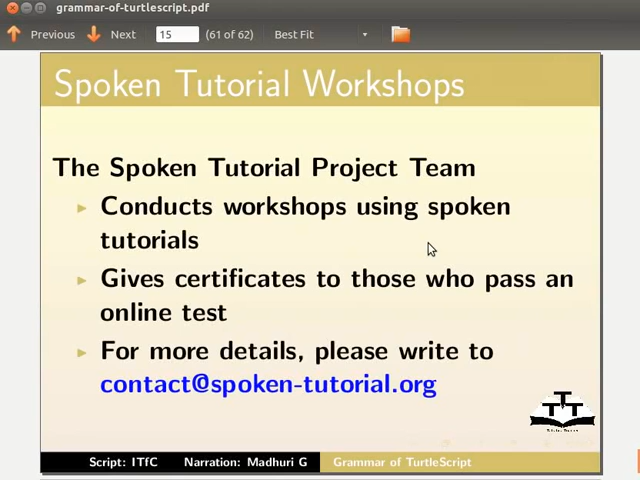 grammar-of-turtlescript.pdf
Previous Next 15 (61 of 62) Best Fit
Spoken Tutorial Workshops
The Spoken Tutorial Project Team
Conducts workshops using spoken
tutorials
Gives certificates to those who pass an
online test
For more details, please write to
contact@spoken-tutorial.org
Script: ITfC Narration: Madhuri G Grammar of TurtleScript